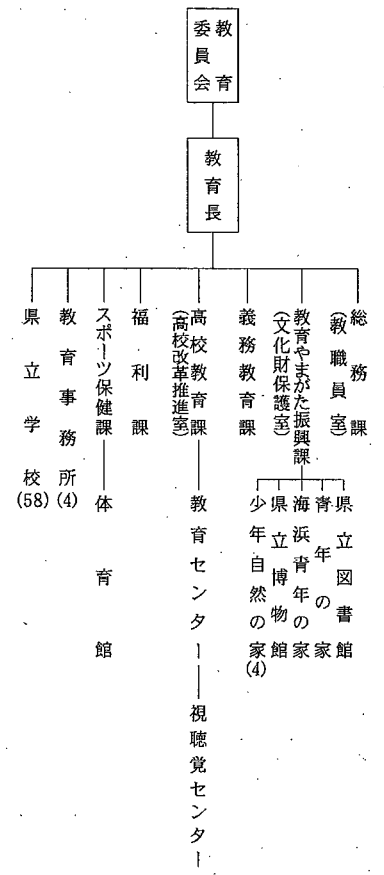 教育
委員会
教育長
総務課
(教職員室)
教育やまがた振興課
(文化財保護室)
義務教育課
高校教育課
(高校改革推進室)
福利課
スポーツ保健課
教育事務所(4)
県立学校(58)
県立図書館
青年の家
海浜青年の家
県立博物館
少年自然の家(4)
教育センター
視聴覚センター
体育館